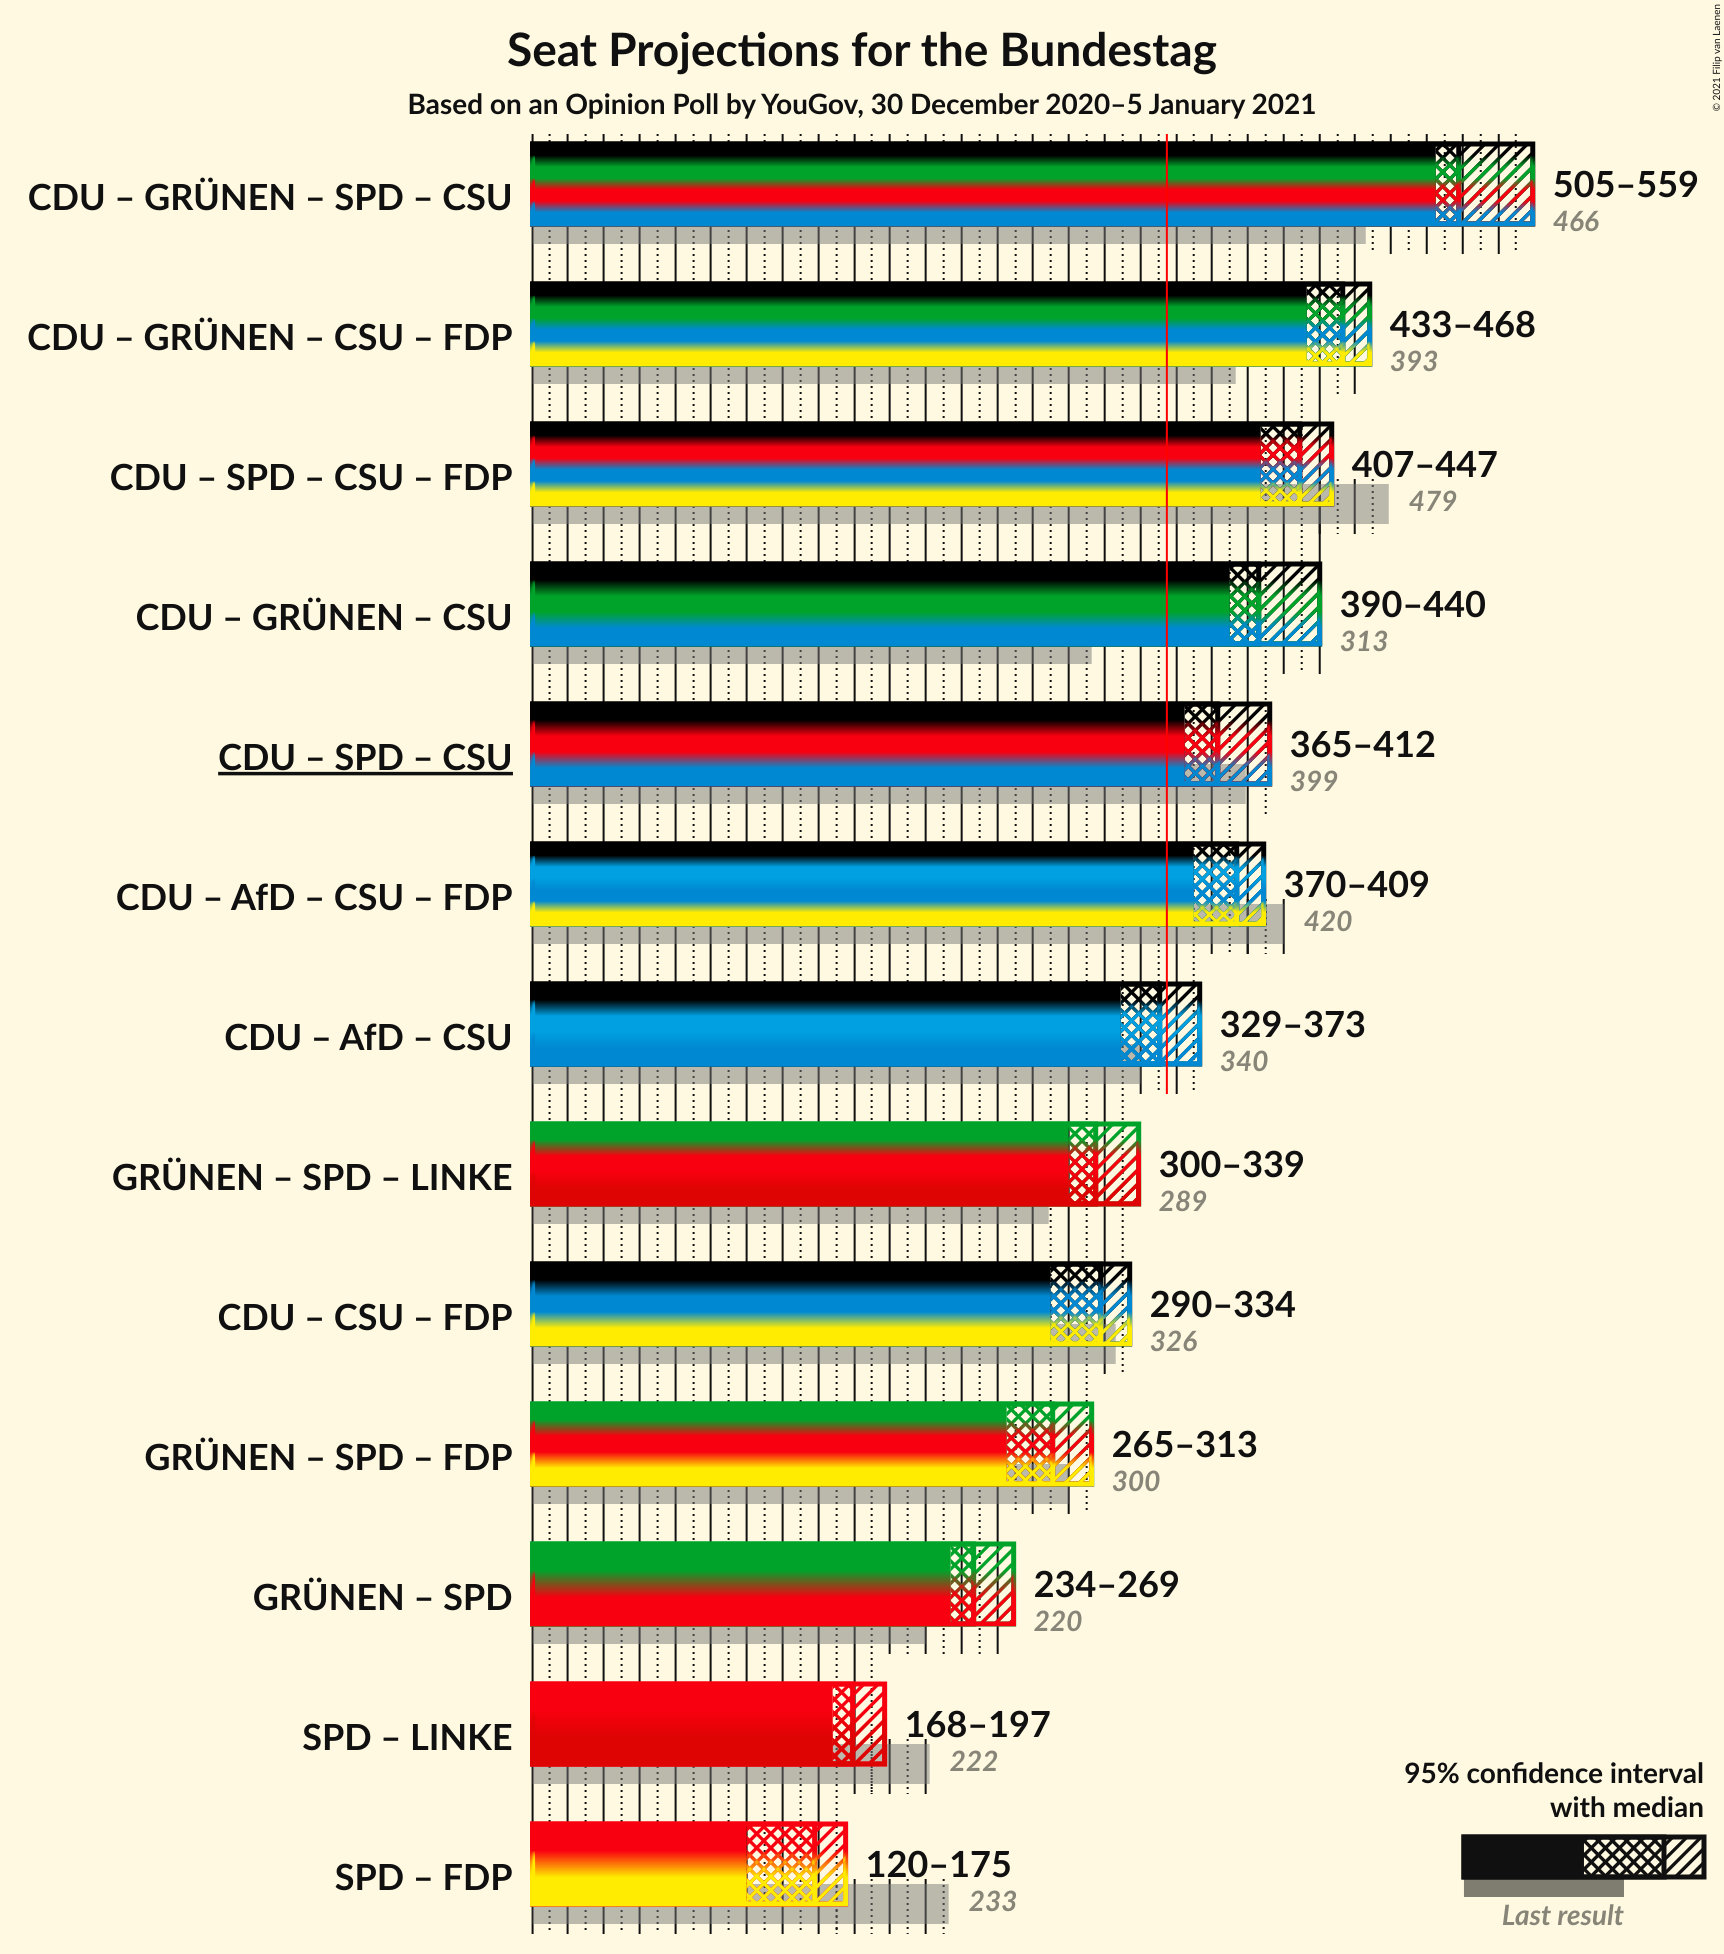 Seat Projections for the Bundestag
Based on an Opinion Poll by YouGov, 30 December 2020–5 January 2021
© 2021 Filip van Laenen
CDU – GRÜNEN – SPD – CSU
505–559
466
CDU – GRÜNEN – CSU – FDP
433–468
393
CDU – SPD – CSU – FDP
407–447
479
CDU – GRÜNEN – CSU
390–440
313
CDU – SPD – CSU
365–412
399
CDU – AfD – CSU – FDP
370–409
420
CDU – AfD – CSU
329–373
340
GRÜNEN – SPD – LINKE
300–339
289
CDU – CSU – FDP
290–334
326
GRÜNEN – SPD – FDP
265–313
300
GRÜNEN – SPD
234–269
220
SPD – LINKE
168–197
222
SPD – FDP
120–175
233
95% confidence interval
with median
Last result